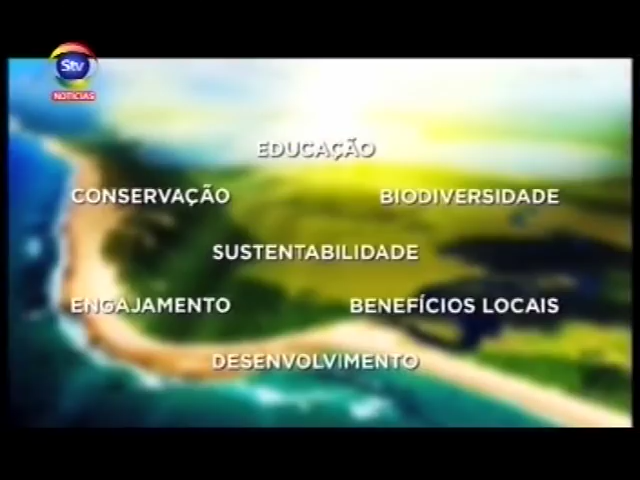 Stv
NOTÍCIAS
EDUCAÇÃO
CONSERVAÇÃO
BIODIVERSIDADE
SUSTENTABILIDADE
ENGAJAMENTO
BENEFÍCIOS LOCAIS
DESENVOLVIMENTO